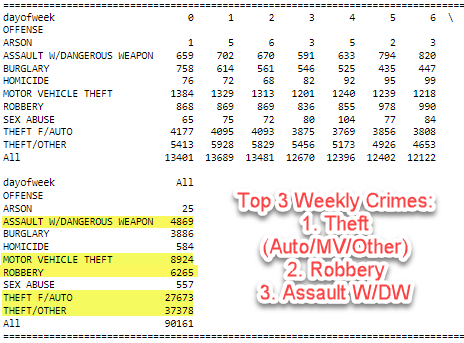 dayofweek 0 1 2 3 4 5 6 \
OFFENSE
ARSON 1 5 6 3 5 2 3
ASSAULT W/DANGEROUS WEAPON 659 702 670 591 633 794 820
BURGLARY 758 614 561 546 525 435 447
HOMICIDE 76 72 68 82 92 95 99
MOTOR VEHICLE THEFT 1384 1329 1313 1201 1240 1239 1218
ROBBERY 868 869 869 836 855 978 990
SEX ABUSE 65 75 72 80 104 77 84
THEFT F/AUTO 4177 4095 4093 3875 3769 3856 3808
THEFT/OTHER 5413 5928 5829 5456 5173 4926 4653
All 13401 13689 13481 12670 12396 12402 12122
dayofweek All
OFFENSE
ARSON 25
ASSAULT W/DANGEROUS WEAPON 4869
BURGLARY 3886
HOMICIDE 584
MOTOR VEHICLE THEFT 8924
ROBBERY 6265
SEX ABUSE 557
THEFT F/AUTO 27673
THEFT/OTHER 37378
All 90161
Top 3 Weekly Crimes:
1. Theft
(Auto/MV/Other)
2. Robbery
3. Assault W/DW